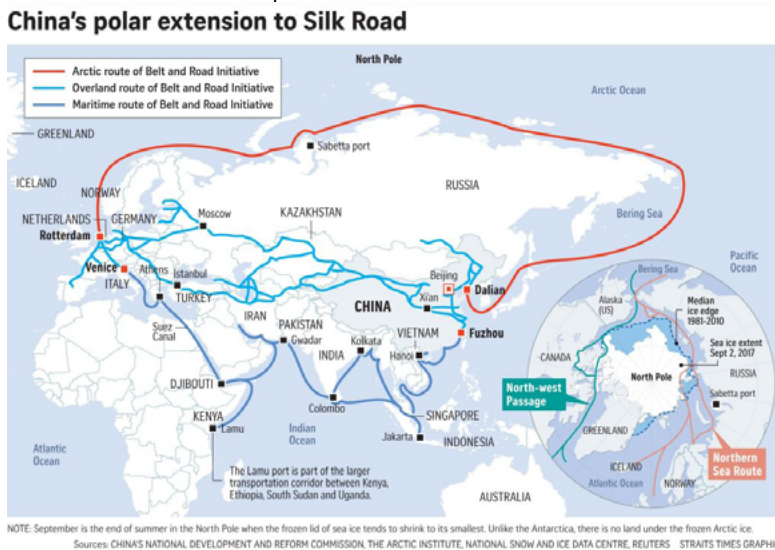 China's polar extension to Silk Road
Arctic route of Belt and Road Initiative
Overland route of Belt and Road Initiative
Maritime route of Belt and Road Initiative
North Pole
Arctic Ocean
GREENLAND
Sabetta port
ICELAND
NORWAY
RUSSIA
NETHERLANDS
GERMANY
Moscow
KAZAKHSTAN
Bering Sea
Rotterdam
Pacific
Ocean
Venice
Athens
Istanbul
Beijing
Dalian
ITALY
TURKEY
CHINA
Xi'an
IRAN
PAKISTAN
VIETNAM
Fuzhou
Suez
Canal
Gwadar
Kolkata
INDIA
Hanoi
DJIBOUTI
Colombo
SINGAPORE
KENYA
Lamu
Indian
Ocean
Jakarta
INDONESIA
Atlantic
Ocean
The Lamu port is part of the larger
transportation corridor between Kenya,
Ethiopia, South Sudan and Uganda.
AUSTRALIA
Bering Sea
Alaska
(US)
Median
ice edge
1981-2010
Sea ice extent
Sept 2, 2017
CANADA
North Pole
RUSSIA
North-west
Passage
Sabetta port
GREENLAND
Northern
Sea Route
ICELAND
Atlantic Ocean
NORWAY
NOTE: September is the end of summer in the North Pole when the frozen lid of sea ice tends to shrink to its smallest. Unlike the Antarctica, there is no land under the frozen Arctic ice.
Sources: CHINA'S NATIONAL DEVELOPMENT AND REFORM COMMISSION, THE ARCTIC INSTITUTE, NATIONAL SNOW AND ICE DATA CENTRE, REUTERS STRAITS TIMES GRAPHI